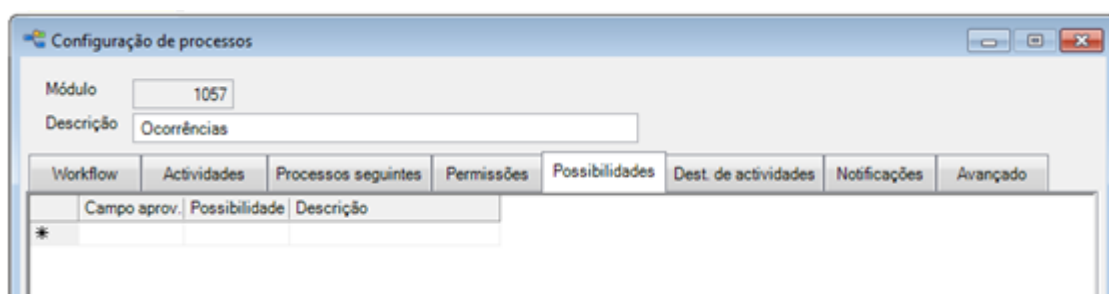 Configuração de processos
Módulo 1057
Descrição Ocorrências
Workflow Actividades Processos seguintes Permissões Possibilidades Dest. de actividades Notificações Avançado
Campo aprov. Possibilidade Descrição
*